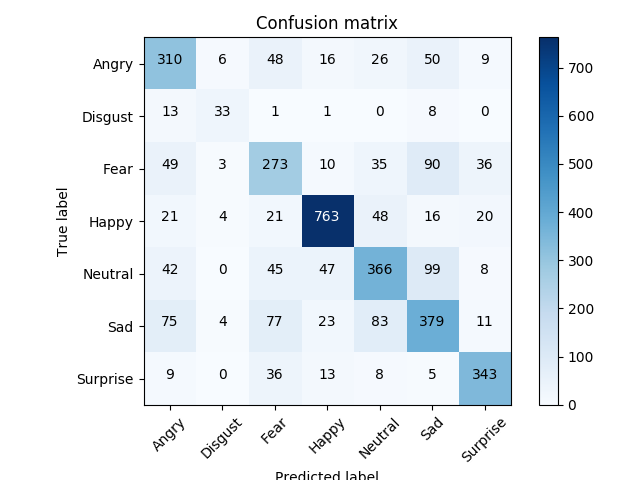 Confusion matrix
Angry 310 6 48 16 26 50 9
Disgust 13 33 1 1 0 8 0
Fear 49 3 273 10 35 90 36
Happy 21 4 21 763 48 16 20
Neutral 42 0 45 47 366 99 8
Sad 75 4 77 23 83 379 11
Surprise 9 0 36 13 8 5 343
Angry Disgust Fear Happy Neutral Sad Surprise
True label
Predicted label
700
600
500
400
300
200
100
0